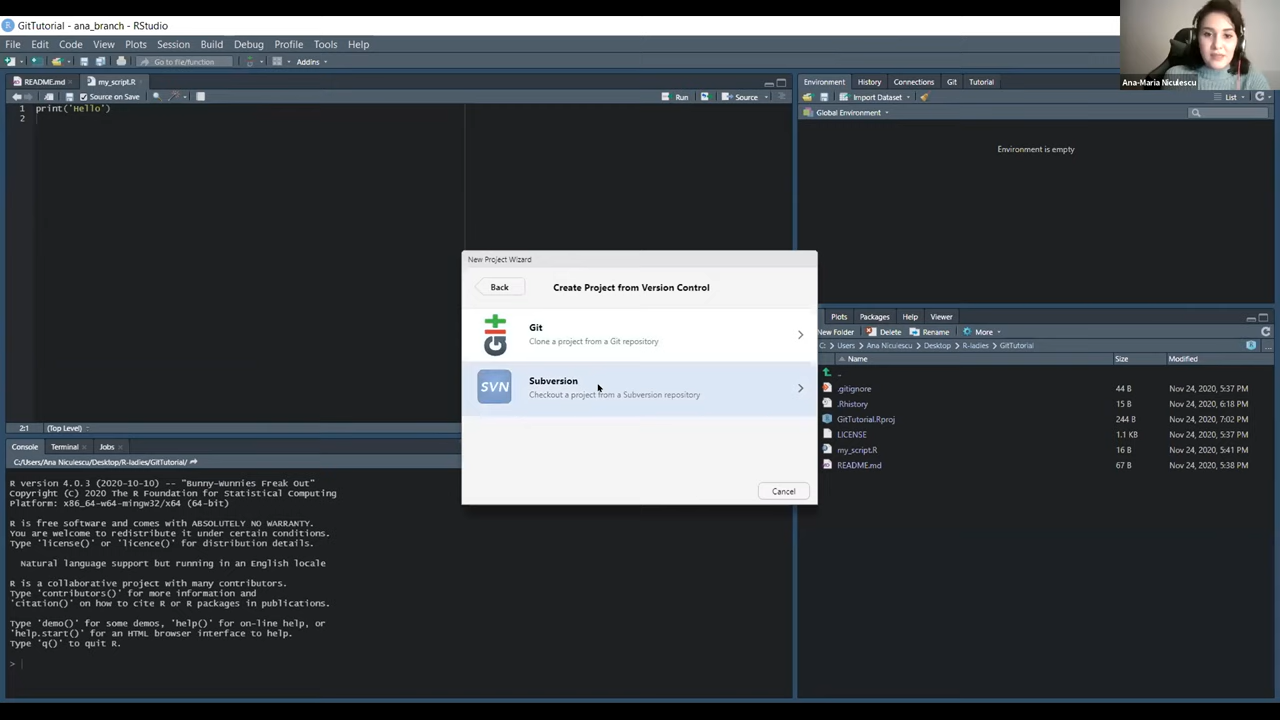 GitTutorial - ana_branch - RStudio
File Edit Code View Plots Session Build Debug Profile Tools Help
Go to file/function Addins
Ana-Maria Niculescu
README.md my_script.R
Source on Save Run Source
1 print('Hello')
2
2:1 (Top Level)
Environment History Connections Git Tutorial
Import Dataset List
Global Environment
Environment is empty
New Project Wizard
Back Create Project from Version Control
Git
Clone a project from a Git repository
SVN Subversion
Checkout a project from a Subversion repository
Cancel
Plots Packages Help Viewer
New Folder Delete Rename More
C: Users Ana Niculescu Desktop R-ladies GitTutorial
Name Size Modified
..
.gitignore 44 B Nov 24, 2020, 5:37 PM
.Rhistory 15 B Nov 24, 2020, 6:18 PM
GitTutorial.Rproj 244 B Nov 24, 2020, 7:02 PM
LICENSE 1.1 KB Nov 24, 2020, 5:37 PM
my_script.R 16 B Nov 24, 2020, 5:41 PM
README.md 67 B Nov 24, 2020, 5:38 PM
Console Terminal Jobs
C:/Users/Ana Niculescu/Desktop/R-ladies/GitTutorial/
R version 4.0.3 (2020-10-10) -- "Bunny-Wunnies Freak Out"
Copyright (C) 2020 The R Foundation for Statistical Computing
Platform: x86_64-w64-mingw32/x64 (64-bit)
R is free software and comes with ABSOLUTELY NO WARRANTY.
You are welcome to redistribute it under certain conditions.
Type 'license()' or 'licence()' for distribution details.
Natural language support but running in an English locale
R is a collaborative project with many contributors.
Type 'contributors()' for more information and
'citation()' on how to cite R or R packages in publications.
Type 'demo()' for some demos, 'help()' for on-line help, or
'help.start()' for an HTML browser interface to help.
Type 'q()' to quit R.
>